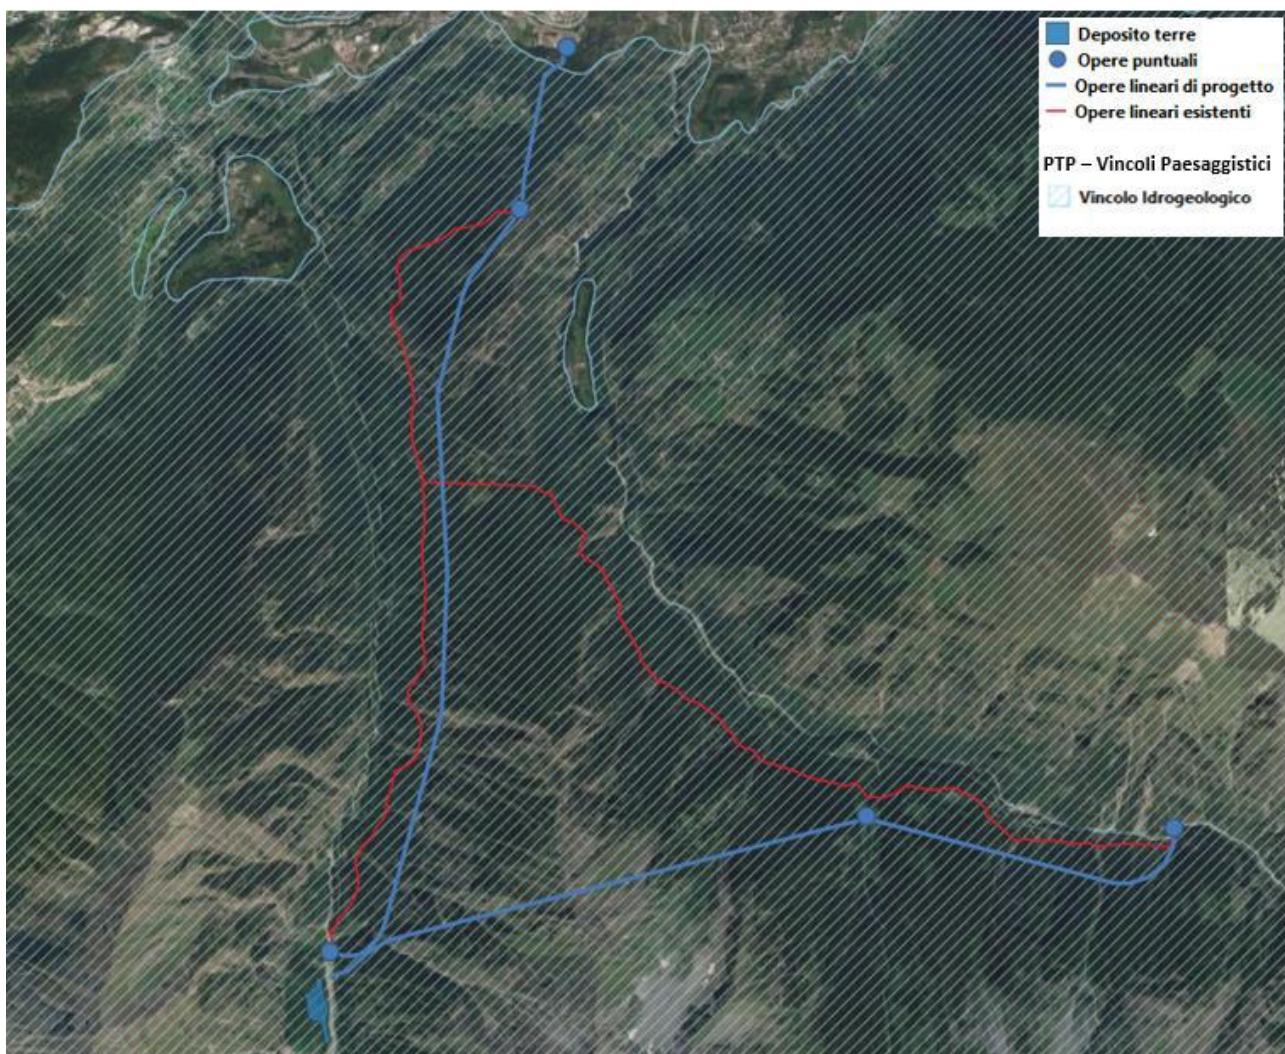 Deposito terre
Opere puntuali
Opere lineari di progetto
Opere lineari esistenti
PTP – Vincoli Paesaggistici
Vincolo Idrogeologico